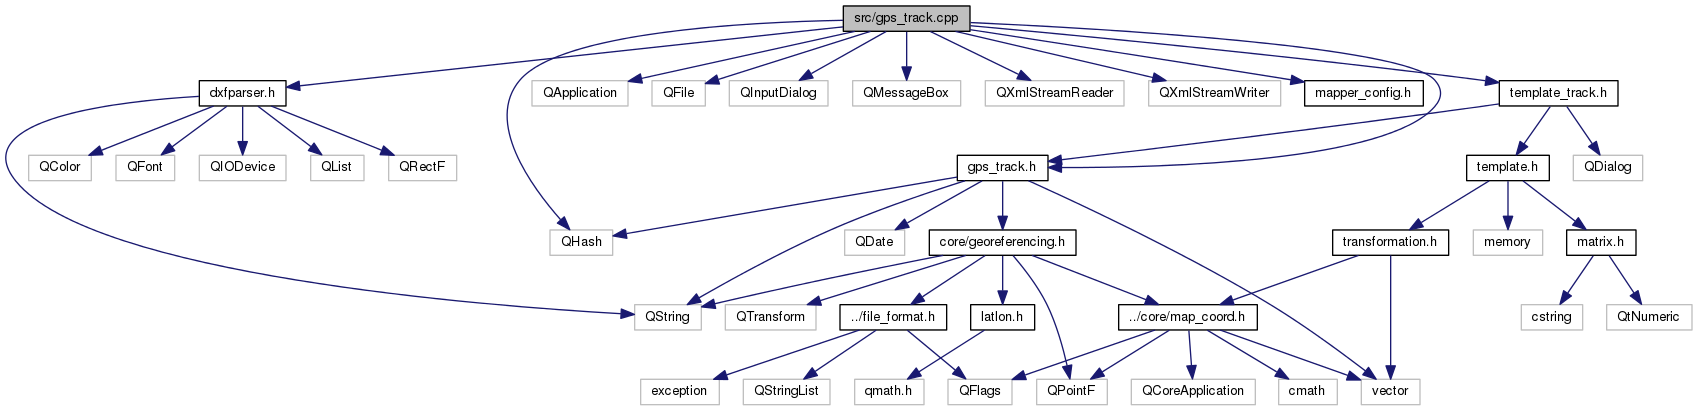 src/gps_track.cpp
dxfparser.h
QApplication
QFile
QInputDialog
QMessageBox
QXmlStreamReader
QXmlStreamWriter
mapper_config.h
template_track.h
QColor
QFont
QIODevice
QList
QRectF
gps_track.h
template.h
QDialog
QHash
QDate
core/georeferencing.h
transformation.h
memory
matrix.h
QString
QTransform
../file_format.h
latlon.h
../core/map_coord.h
cstring
QtNumeric
exception
QStringList
qmath.h
QFlags
QPointF
QCoreApplication
cmath
vector